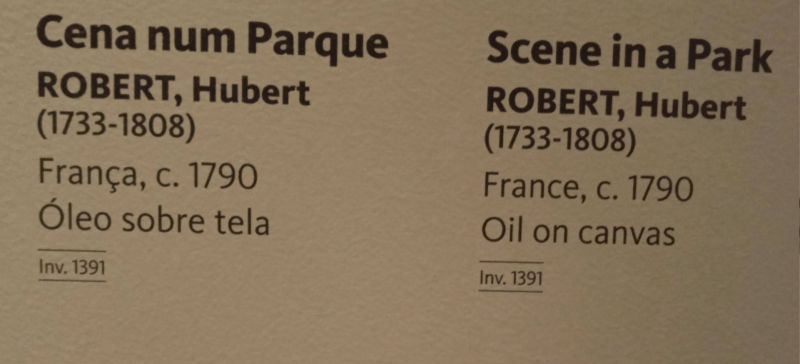 Cena num Parque
ROBERT, Hubert
(1733-1808)
França, c. 1790
Óleo sobre tela
Inv. 1391
Scene in a Park
ROBERT, Hubert
(1733-1808)
France, c. 1790
Oil on canvas
Inv. 1391